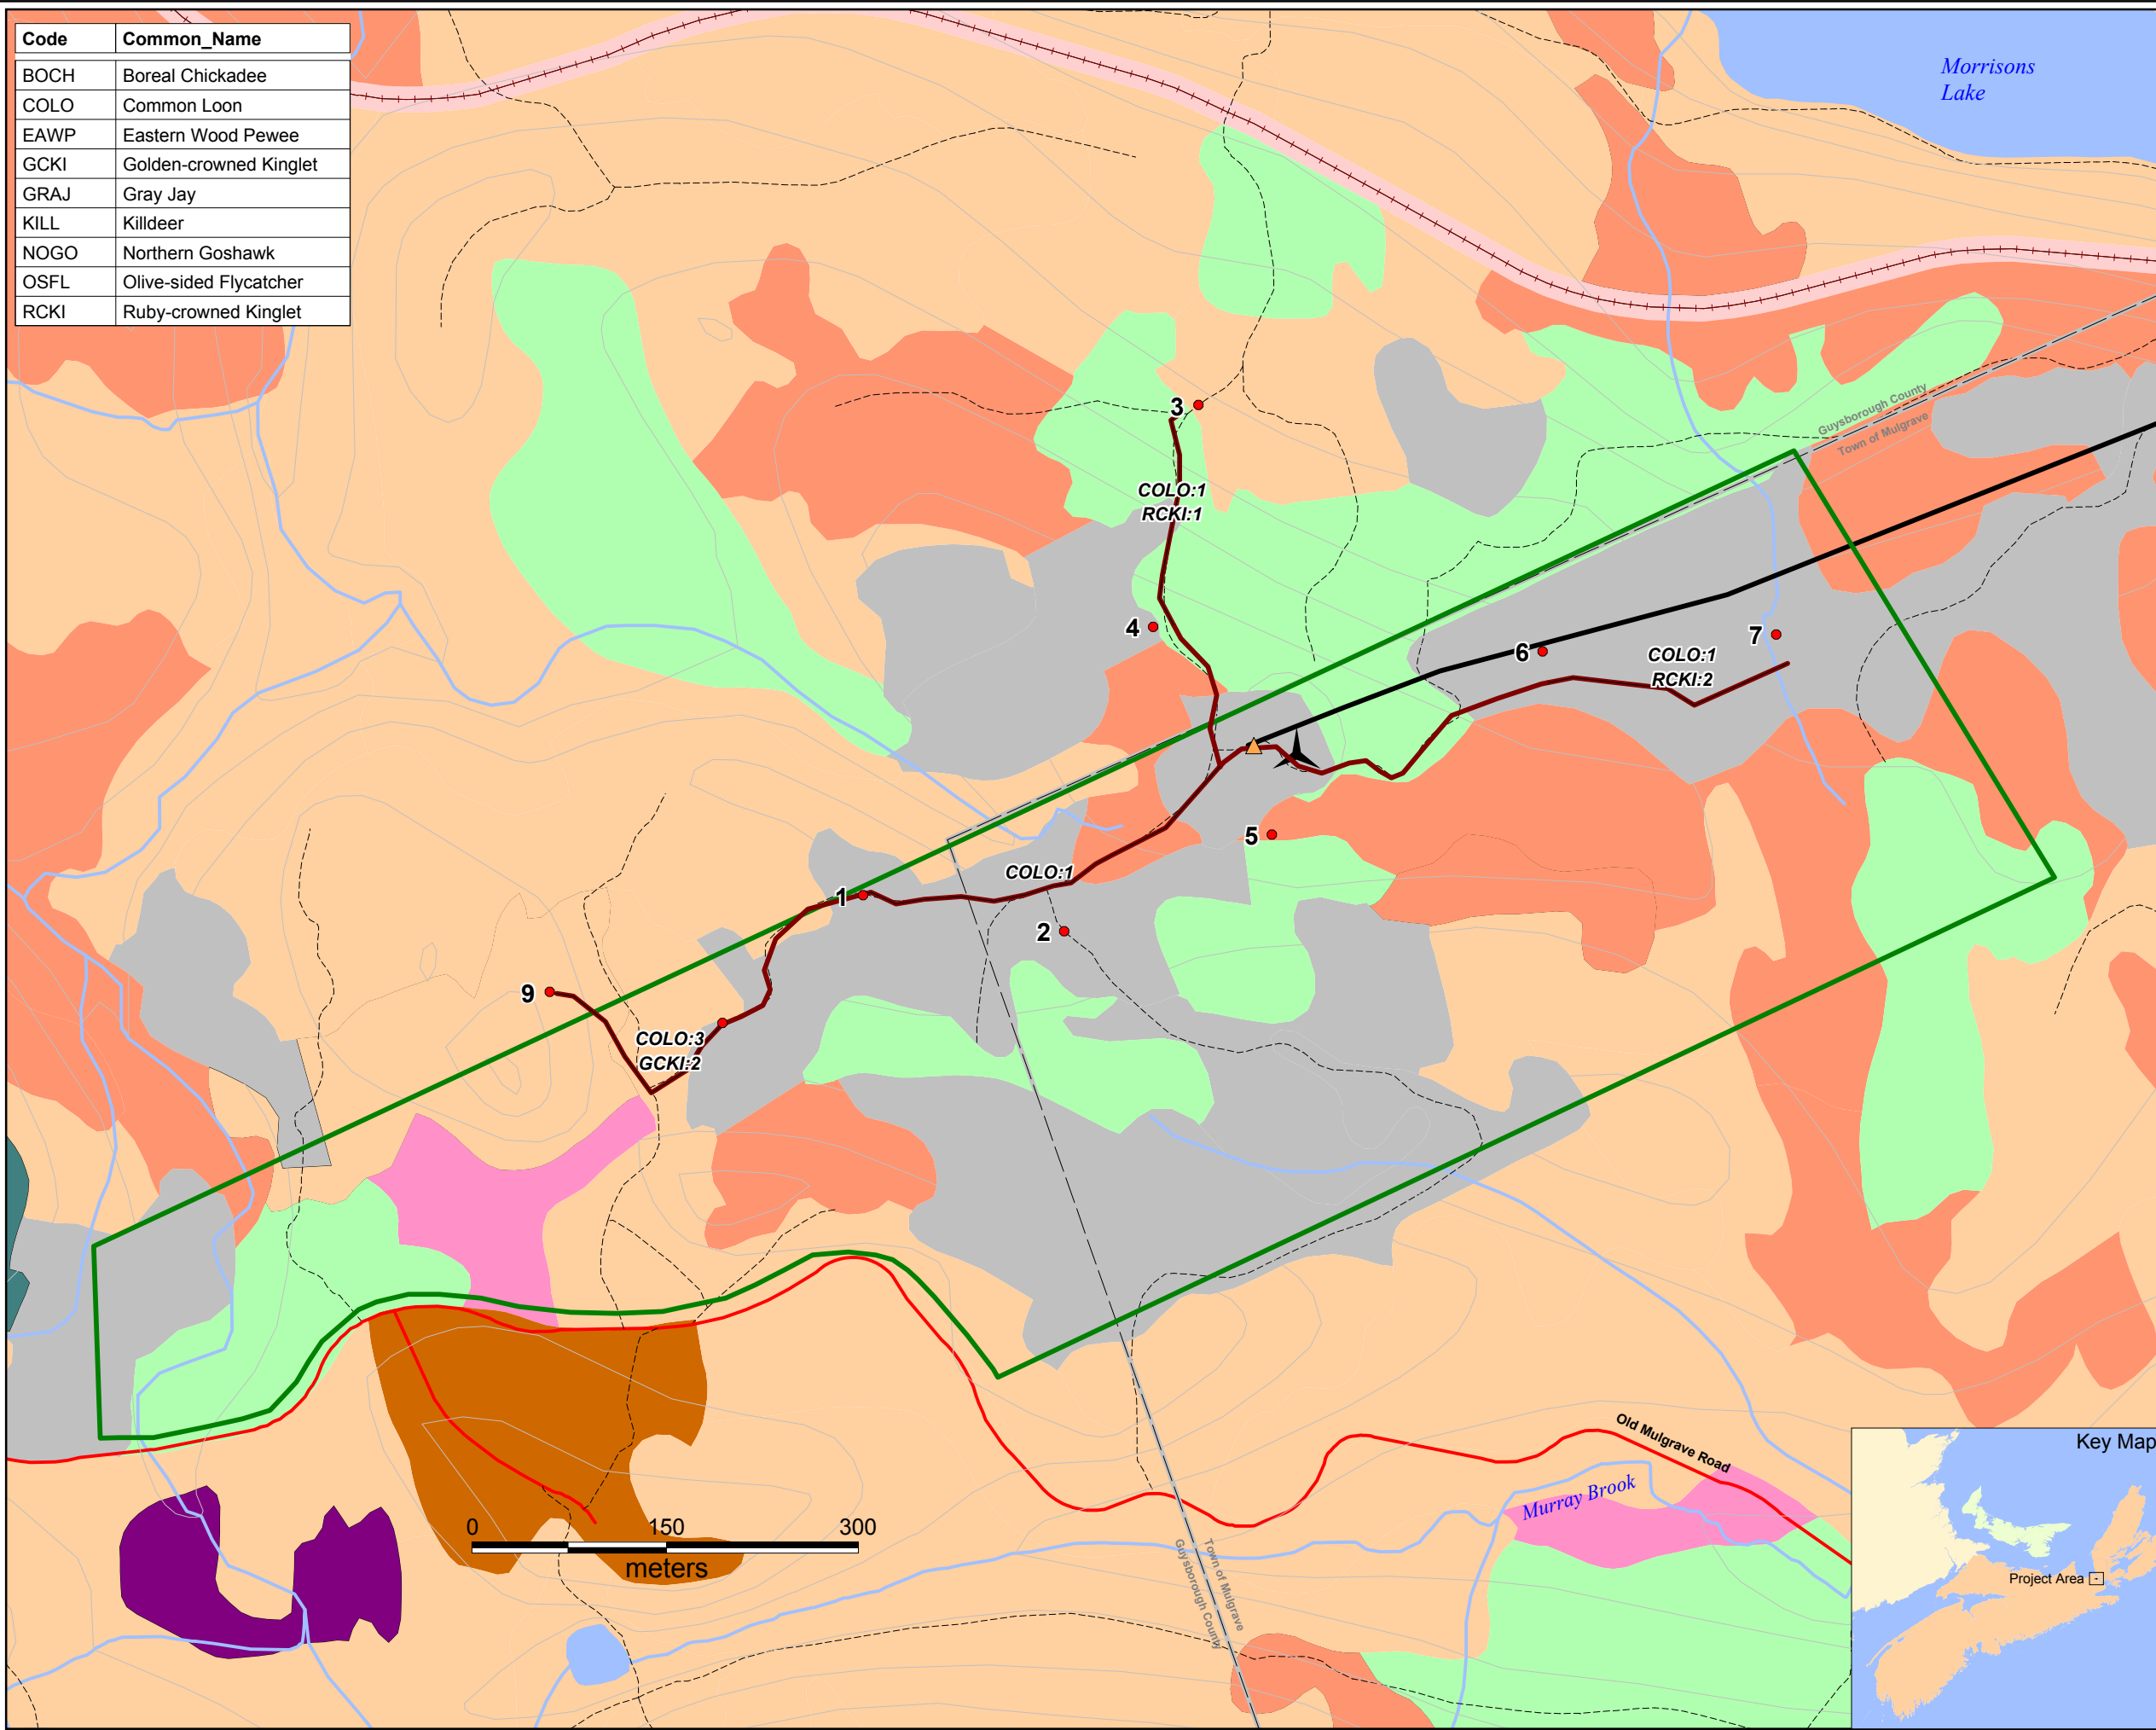 Code Common_Name
BOCH Boreal Chickadee
COLO Common Loon
EAWP Eastern Wood Pewee
GCKI Golden-crowned Kinglet
GRAJ Gray Jay
KILL Killdeer
NOGO Northern Goshawk
OSFL Olive-sided Flycatcher
RCKI Ruby-crowned Kinglet
Morrisons
Lake
Guysborough County
Town of Mulgrave
3
COLO:1
RCKI:1
4
6
7
COLO:1
RCKI:2
5
COLO:1
1
2
9
COLO:3
GCKI:2
Old Mulgrave Road
Murray Brook
0 150 300
meters
Town of Mulgrave
Guysborough County
Key Map
Project Area